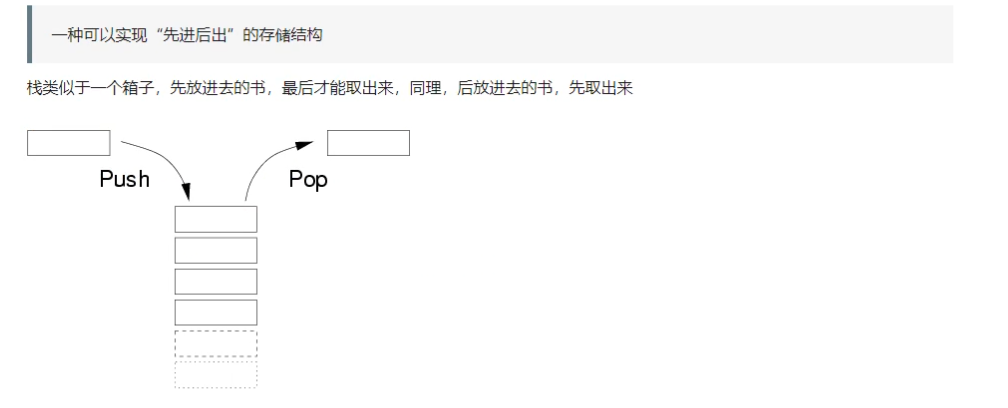 一种可以实现“先进后出”的存储结构
栈类似于一个箱子，先放进去的书，最后才能取出来，同理，后放进去的书，先取出来
Push
Pop